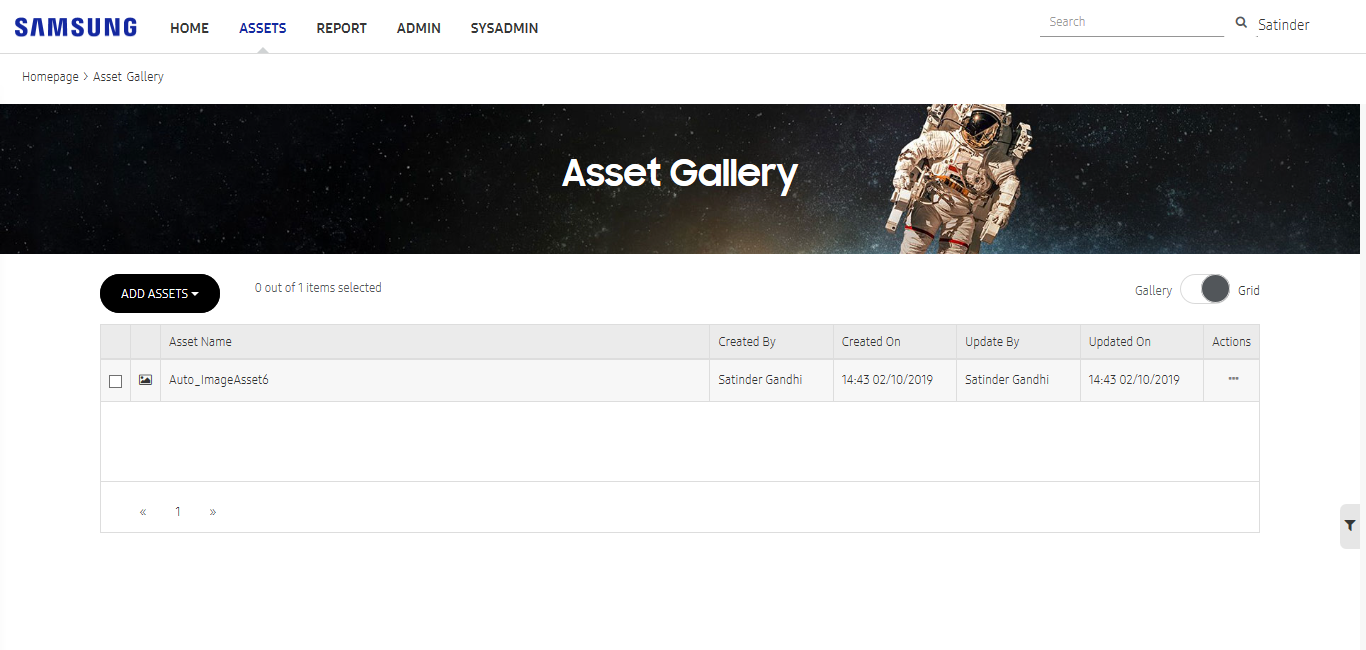 SAMSUNG HOME ASSETS REPORT ADMIN SYSADMIN Search Satinder
Homepage > Asset Gallery
Asset Gallery
ADD ASSETS 0 out of 1 items selected Gallery Grid
Asset Name Created By Created On Update By Updated On Actions
Auto_ImageAsset6 Satinder Gandhi 14:43 02/10/2019 Satinder Gandhi 14:43 02/10/2019 ···
« 1 »